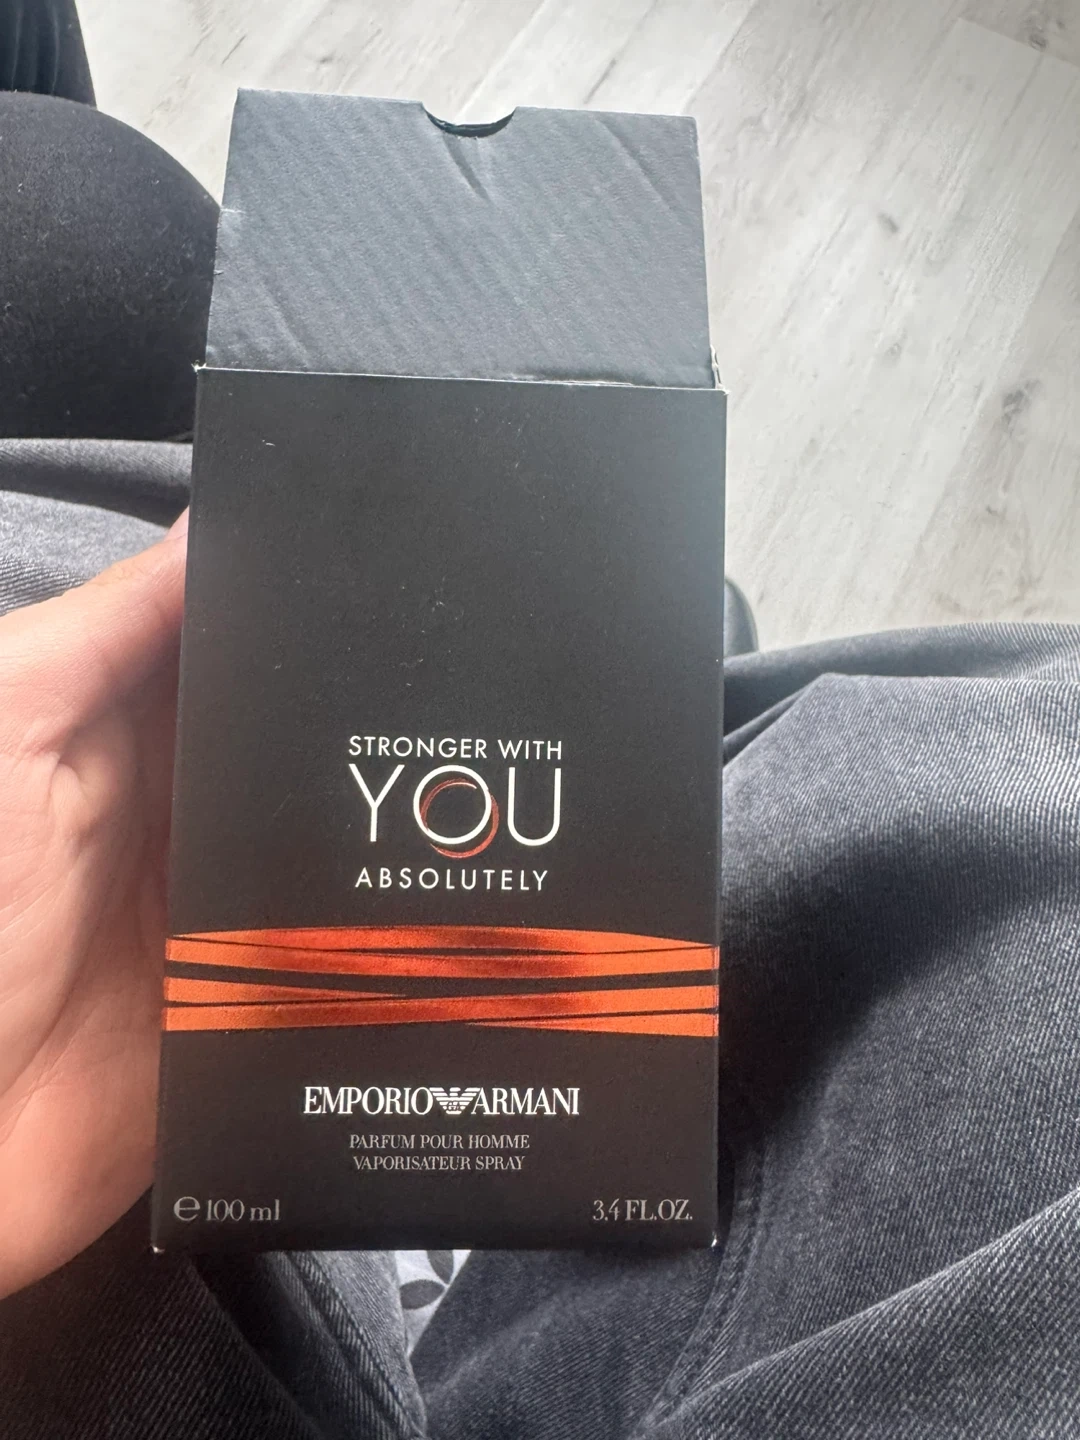 STRONGER WITH
YOU
ABSOLUTELY
EMPORIO ARMANI
PARFUM POUR HOMME
VAPORISATEUR SPRAY
℮ 100 ml 3.4 FL.OZ.